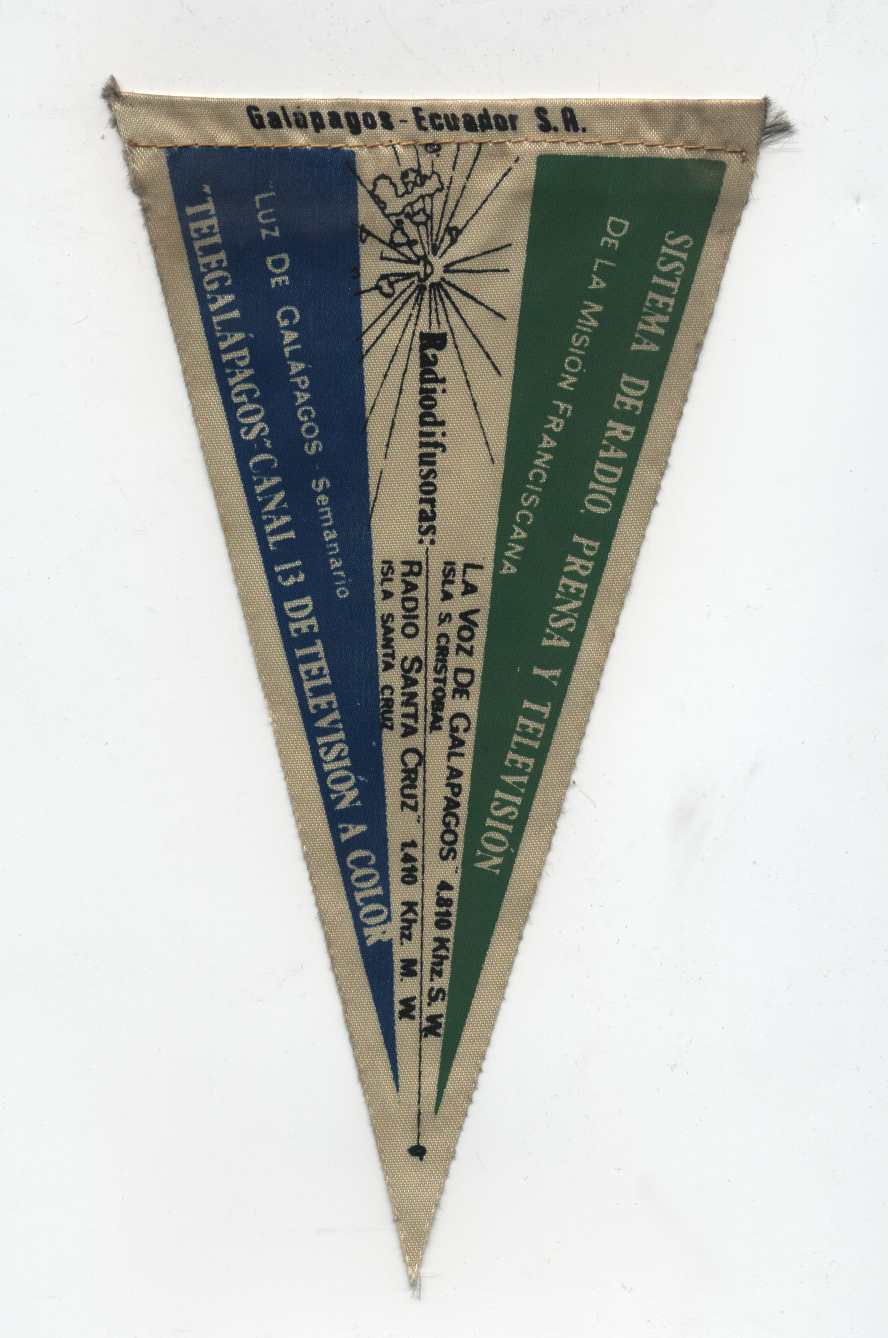 Galápagos - Ecuador S. A.
SISTEMA DE RADIO, PRENSA Y TELEVISIÓN
DE LA MISION FRANCISCANA
Radiodifusoras:
"LA VOZ DE GALAPAGOS" 4.810 Khz. S. W.
ISLA S. CRISTOBAL
RADIO SANTA CRUZ" 1.410 Khz. M. W.
ISLA SANTA CRUZ
"LUZ DE GALÁPAGOS - Semanario
"TELEGALÁPAGOS" CANAL 13 DE TELEVISIÓN A COLOR